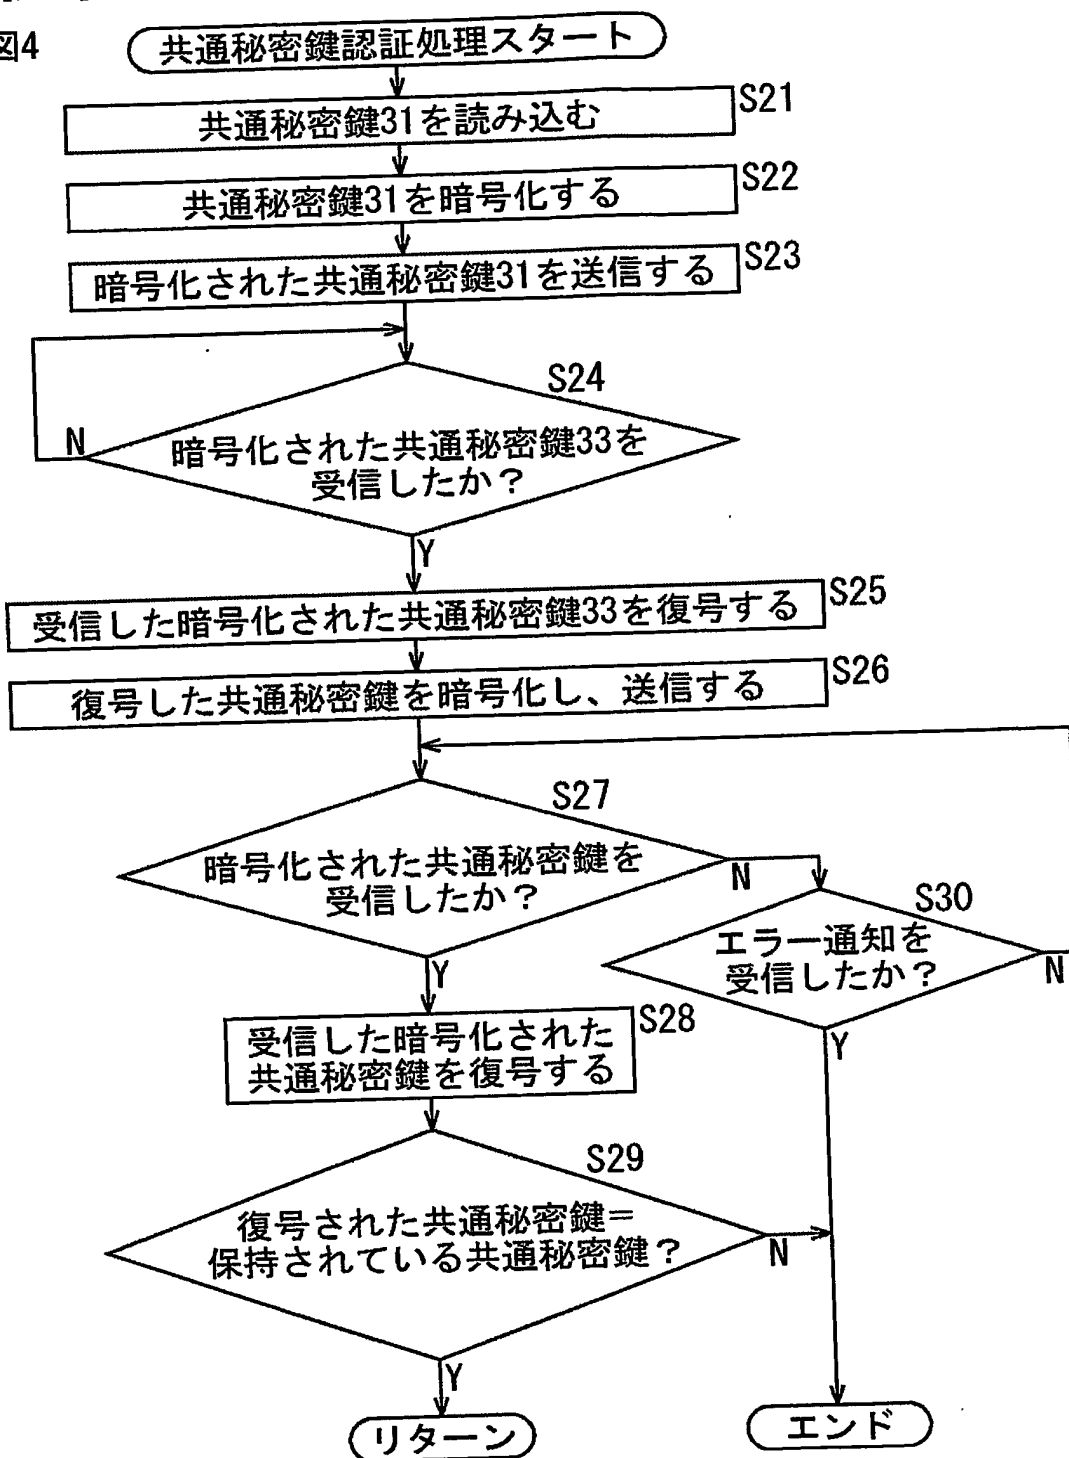 図4
共通秘密鍵認証処理スタート
共通秘密鍵31を読み込む
S21
共通秘密鍵31を暗号化する
S22
暗号化された共通秘密鍵31を送信する
S23
S24
暗号化された共通秘密鍵33を
受信したか？
N
Y
受信した暗号化された共通秘密鍵33を復号する
S25
復号した共通秘密鍵を暗号化し、送信する
S26
S27
暗号化された共通秘密鍵を
受信したか？
N
Y
S30
エラー通知を
受信したか？
N
Y
受信した暗号化された
共通秘密鍵を復号する
S28
S29
復号された共通秘密鍵＝
保持されている共通秘密鍵？
N
Y
リターン
エンド